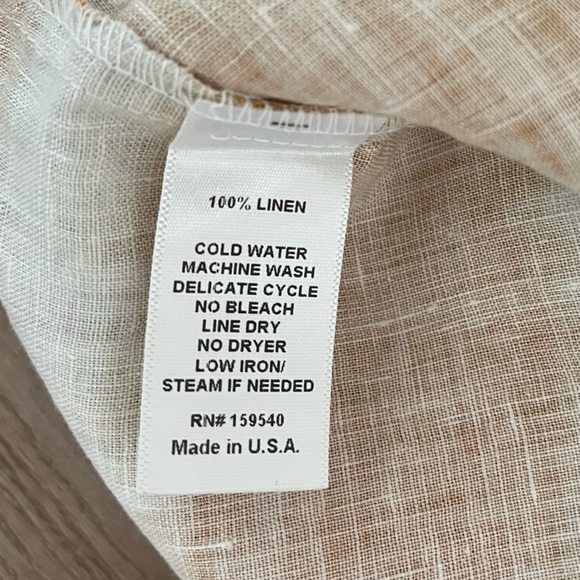 100% LINEN
COLD WATER
MACHINE WASH
DELICATE CYCLE
NO BLEACH
LINE DRY
NO DRYER
LOW IRON/
STEAM IF NEEDED
RN# 159540
Made in U.S.A.